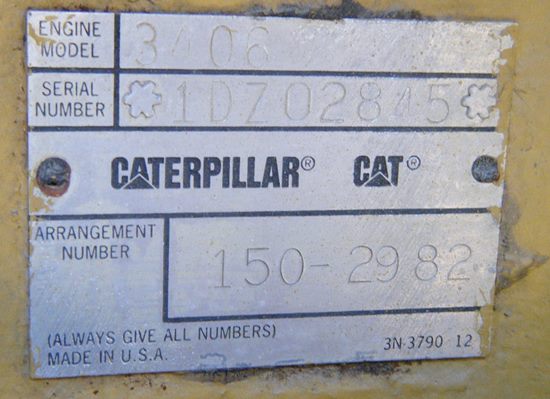 ENGINE MODEL 3406
SERIAL NUMBER 1DZ02845
CATERPILLAR® CAT®
ARRANGEMENT NUMBER 150-2982
(ALWAYS GIVE ALL NUMBERS)
MADE IN U.S.A. 3N-3790 12